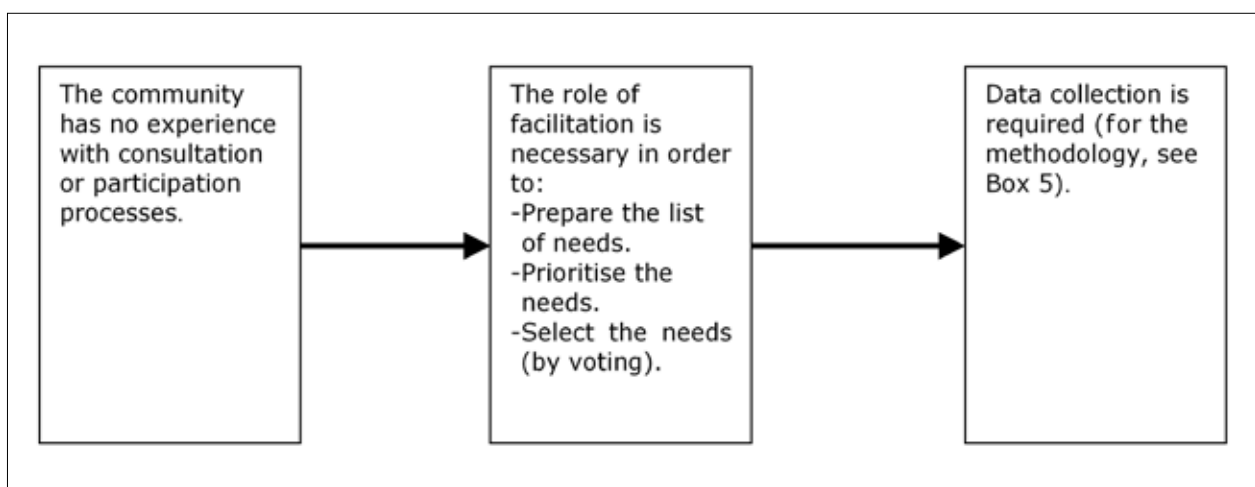 The community
has no experience
with consultation
or participation
processes.
The role of
facilitation is
necessary in order
to:
-Prepare the list
of needs.
-Prioritise the
needs.
-Select the needs
(by voting).
Data collection is
required (for the
methodology, see
Box 5).